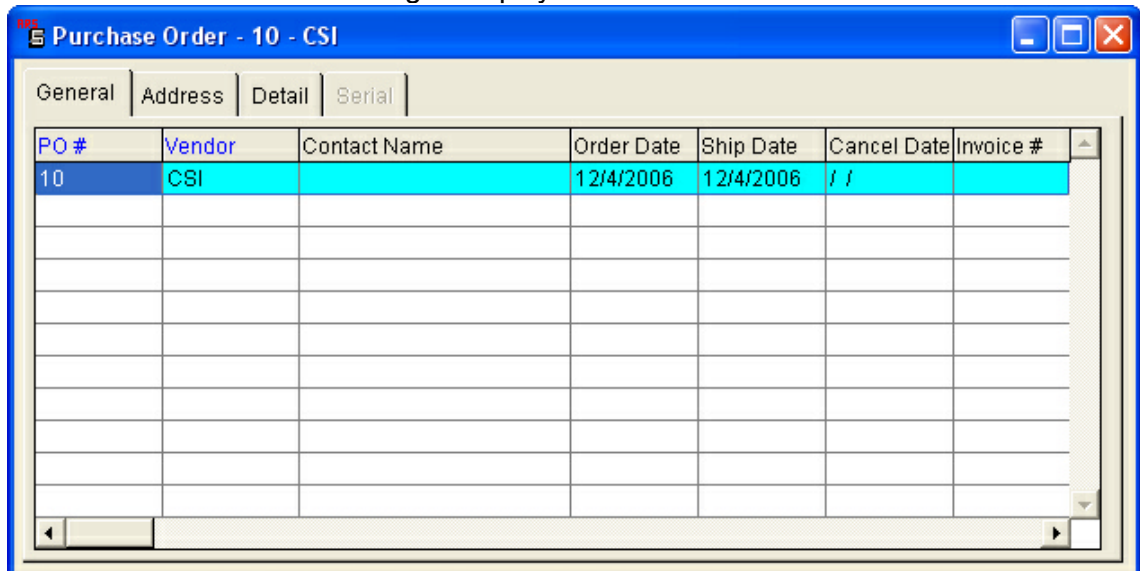 Purchase Order - 10 - CSI
General Address Detail Serial
PO # Vendor Contact Name Order Date Ship Date Cancel Date Invoice #
10 CSI 12/4/2006 12/4/2006 / /